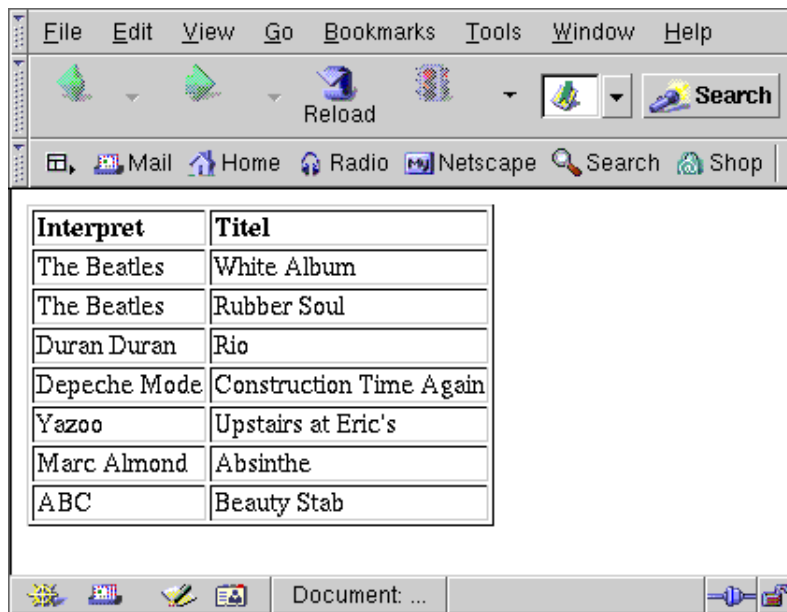 File Edit View Go Bookmarks Tools Window Help
Reload Search
Mail Home Radio My Netscape Search Shop
Interpret Titel
The Beatles White Album
The Beatles Rubber Soul
Duran Duran Rio
Depeche Mode Construction Time Again
Yazoo Upstairs at Eric's
Marc Almond Absinthe
ABC Beauty Stab
Document: ...